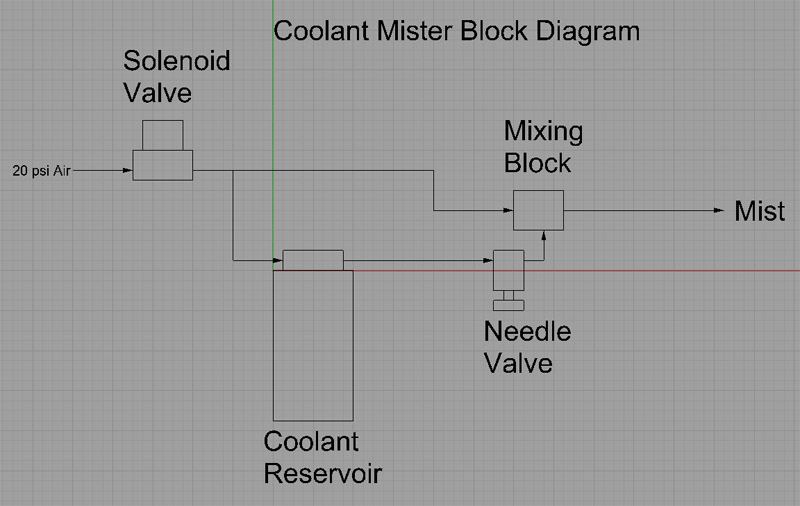 Coolant Mister Block Diagram
Solenoid
Valve
20 psi Air
Mixing
Block
Mist
Needle
Valve
Coolant
Reservoir